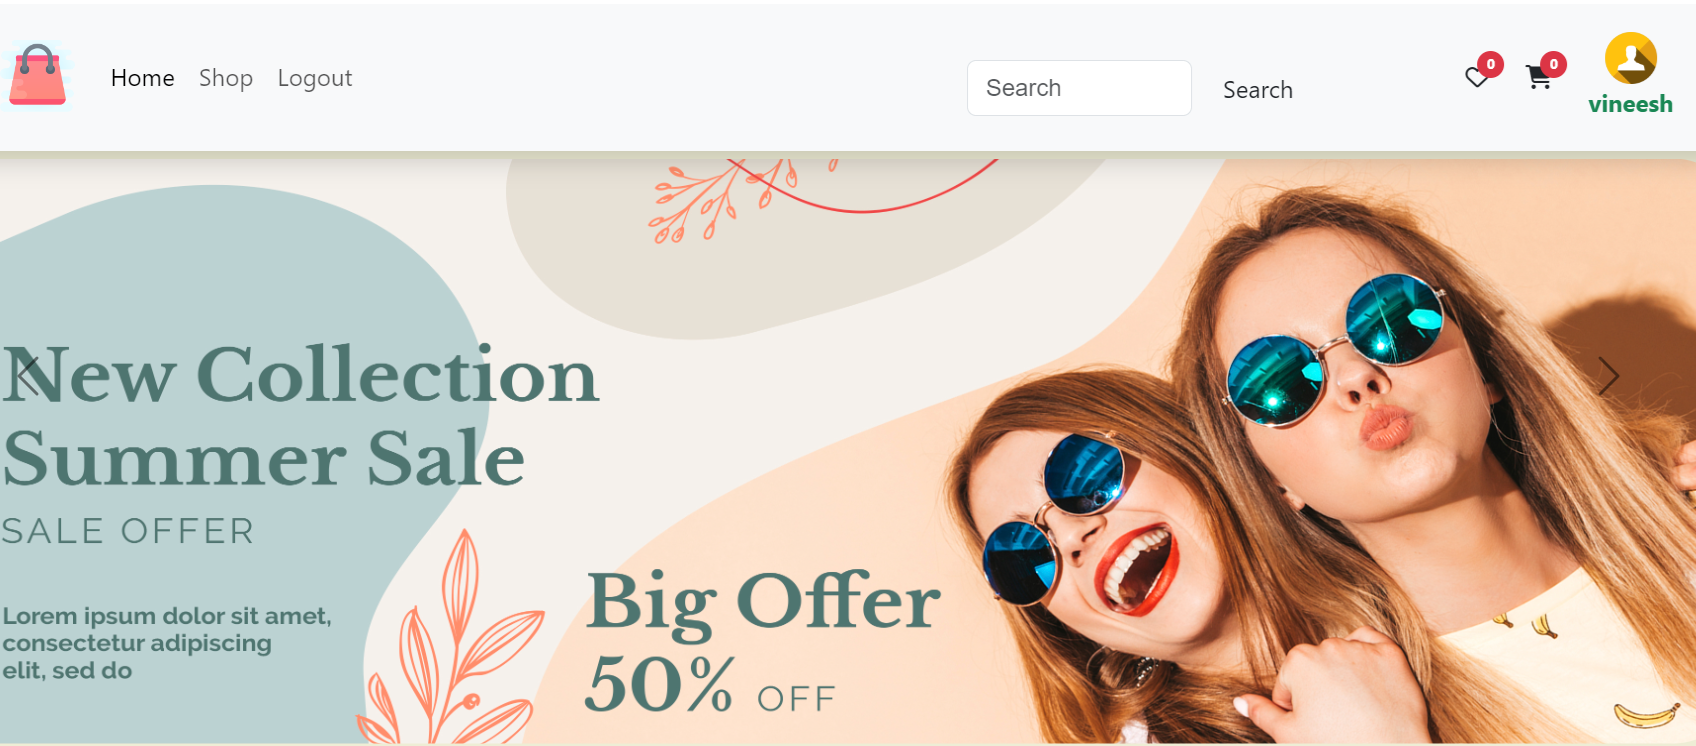 Home Shop Logout
Search
Search
0
0
vineesh
New Collection
Summer Sale
SALE OFFER
Lorem ipsum dolor sit amet,
consectetur adipiscing
elit, sed do
Big Offer
50% OFF